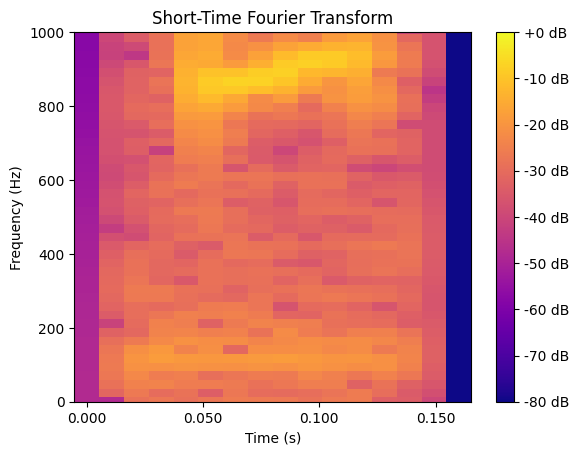 Short-Time Fourier Transform
1000
800
600
400
200
0
Frequency (Hz)
0.000
0.050
0.100
0.150
Time (s)
+0 dB
-10 dB
-20 dB
-30 dB
-40 dB
-50 dB
-60 dB
-70 dB
-80 dB